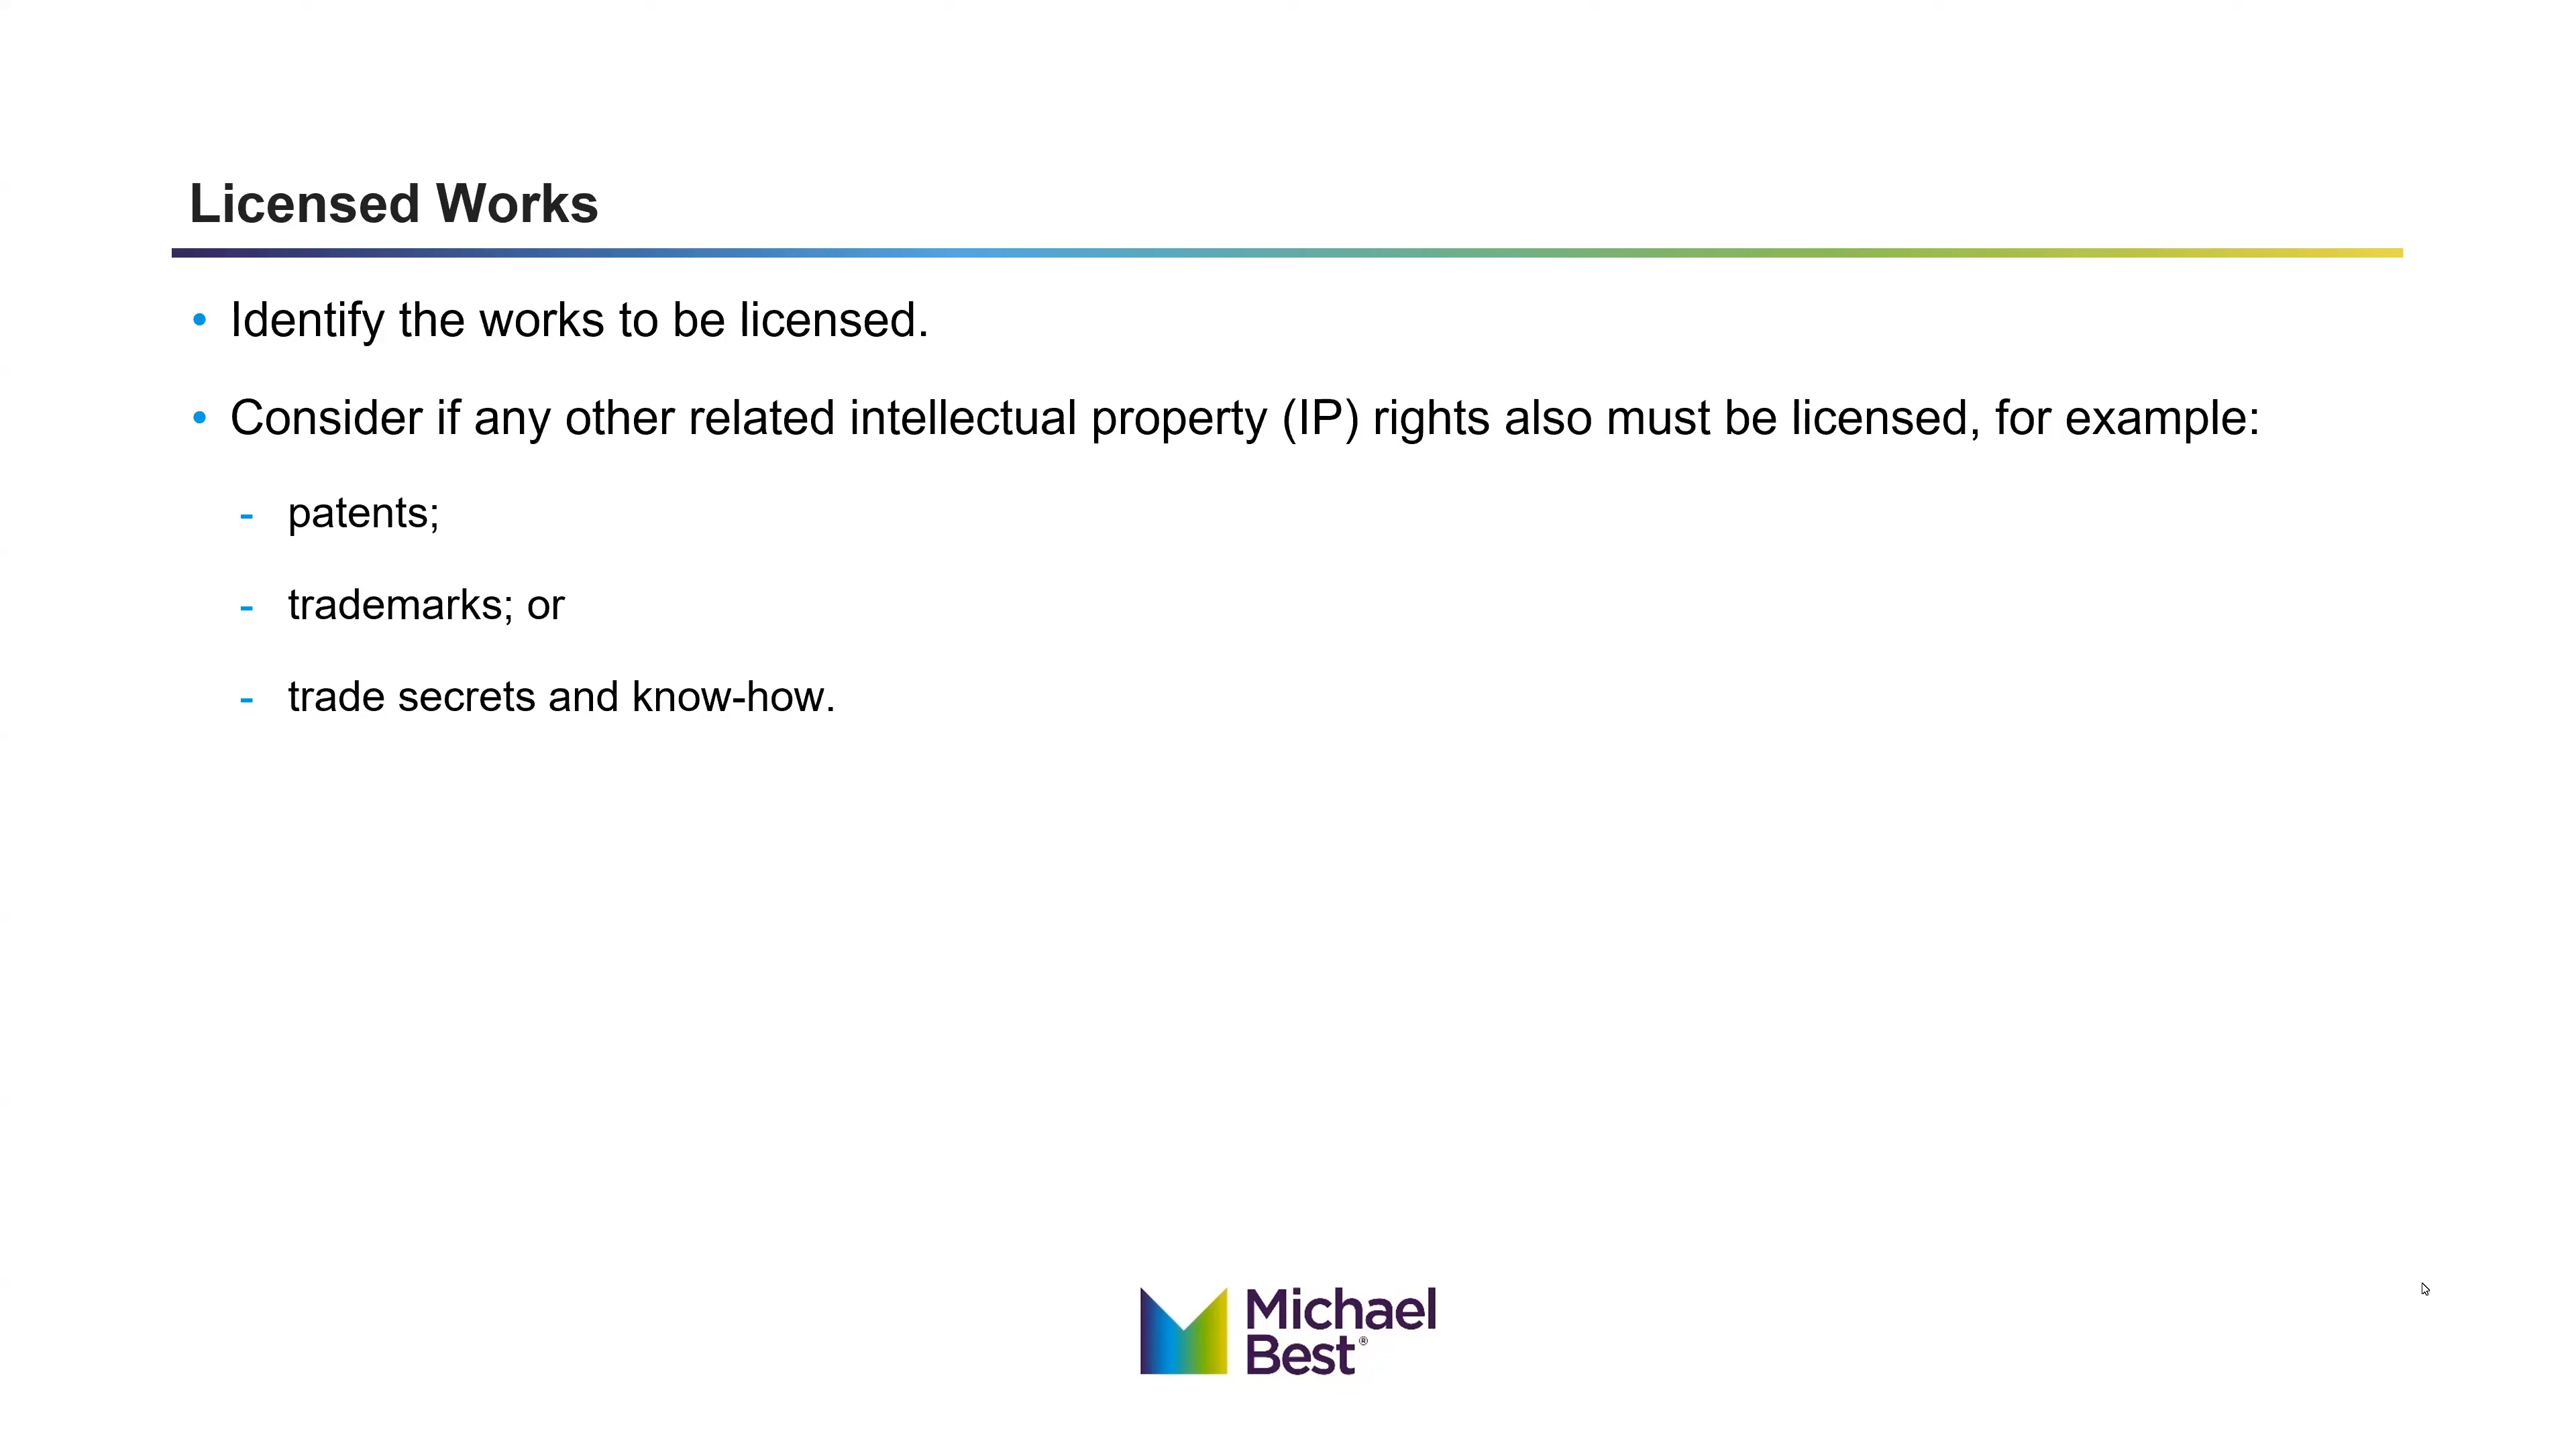 Licensed Works
• Identify the works to be licensed.
• Consider if any other related intellectual property (IP) rights also must be licensed, for example:
- patents;
- trademarks; or
- trade secrets and know-how.
Michael
Best®